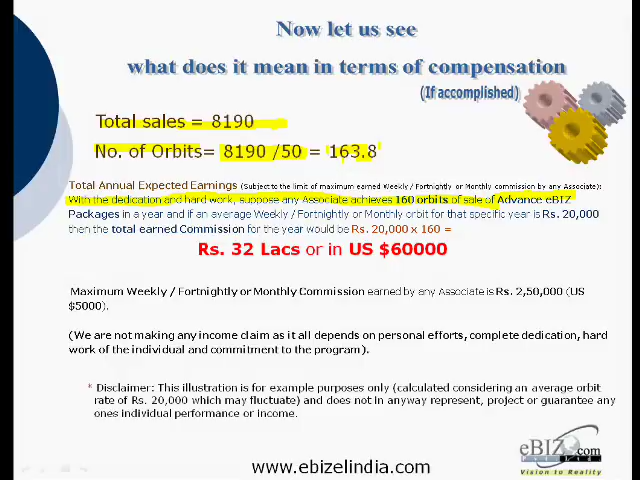 Now let us see
what does it mean in terms of compensation
(If accomplished)
Total sales = 8190
No. of Orbits= 8190 /50 = 163.8
Total Annual Expected Earnings (Subject to the limit of maximum earned Weekly / Fortnightly or Monthly commission by any Associate):
With the dedication and hard work, suppose any Associate achieves 160 orbits of sale of Advance eBIZ
Packages in a year and if an average Weekly / Fortnightly or Monthly orbit for that specific year is Rs. 20,000
then the total earned Commission for the year would be Rs. 20,000 x 160 =
Rs. 32 Lacs or in US $60000
Maximum Weekly / Fortnightly or Monthly Commission earned by any Associate is Rs. 2,50,000 (US
$5000).
(We are not making any income claim as it all depends on personal efforts, complete dedication, hard
work of the individual and commitment to the program).
* Disclaimer: This illustration is for example purposes only (calculated considering an average orbit
rate of Rs. 20,000 which may fluctuate) and does not in anyway represent, project or guarantee any
ones individual performance or income.
eBIZ.com
Vision to Reality
www.ebizelindia.com